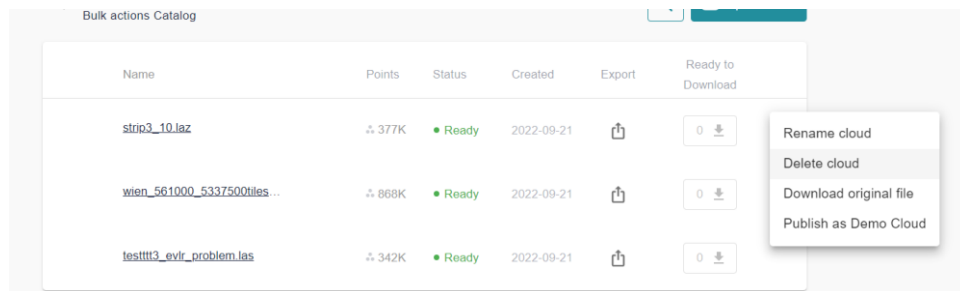 Bulk actions Catalog
Name Points Status Created Export Ready to
Download
strip3_10.laz 377K Ready 2022-09-21 0
Rename cloud
Delete cloud
wien_561000_5337500tiles... 868K Ready 2022-09-21 0
Download original file
Publish as Demo Cloud
testttt3_evlr_problem.las 342K Ready 2022-09-21 0